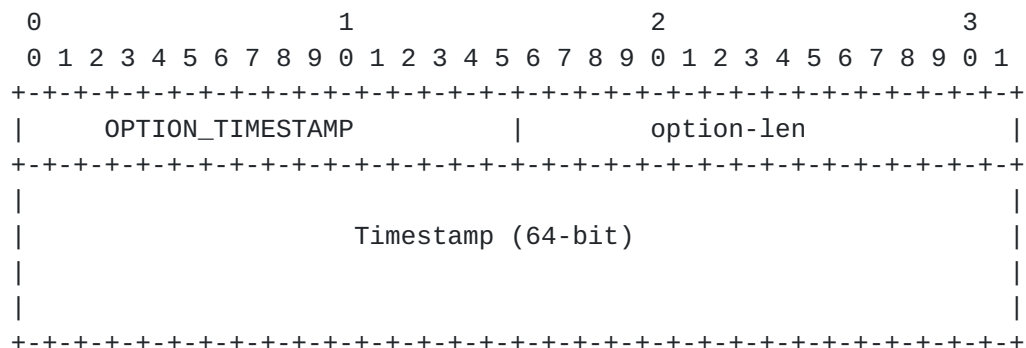 0                   1                   2                   3
 0 1 2 3 4 5 6 7 8 9 0 1 2 3 4 5 6 7 8 9 0 1 2 3 4 5 6 7 8 9 0 1
+-+-+-+-+-+-+-+-+-+-+-+-+-+-+-+-+-+-+-+-+-+-+-+-+-+-+-+-+-+-+-+-+
|     OPTION_TIMESTAMP          |        option-len             |
+-+-+-+-+-+-+-+-+-+-+-+-+-+-+-+-+-+-+-+-+-+-+-+-+-+-+-+-+-+-+-+-+
|                                                               |
|                     Timestamp (64-bit)                        |
|                                                               |
|                                                               |
+-+-+-+-+-+-+-+-+-+-+-+-+-+-+-+-+-+-+-+-+-+-+-+-+-+-+-+-+-+-+-+-+